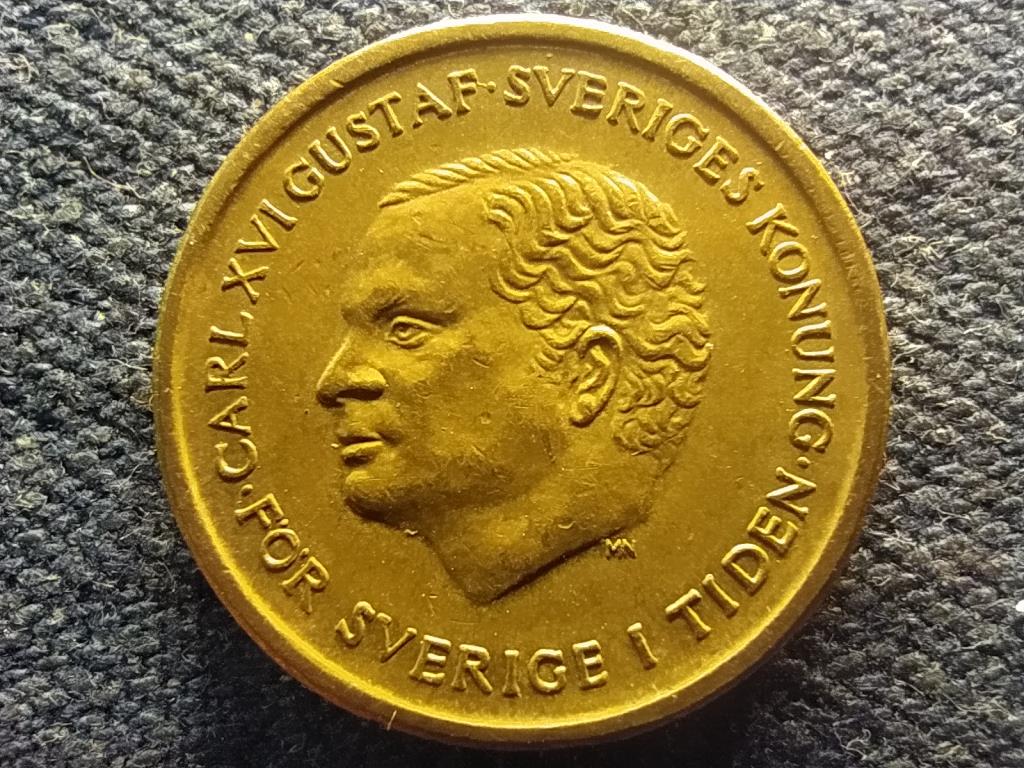 CARL XVI GUSTAF · SVERIGES KONUNG ·
FÖR SVERIGE I TIDEN ·
MN